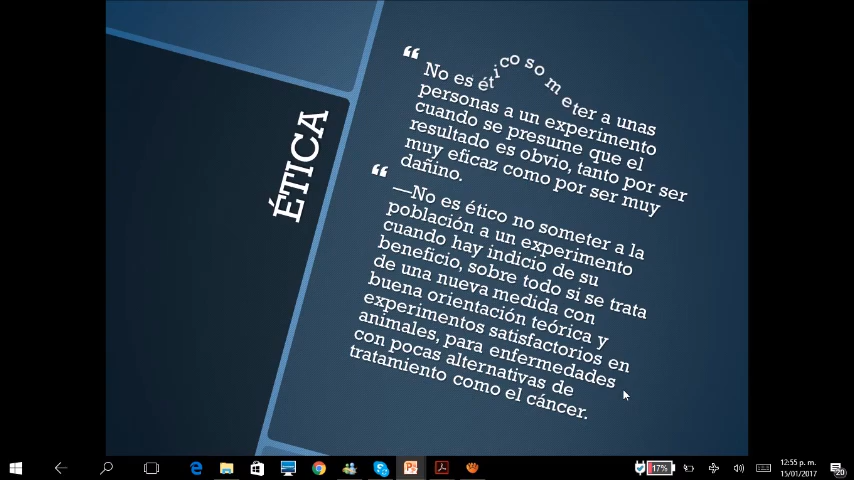 ÉTICA
“ No es ético someter a unas
personas a un experimento
cuando se presume que el
resultado es obvio, tanto por ser
muy eficaz como por ser muy
dañino.
“ —No es ético no someter a la
población a un experimento
cuando hay indicio de su
beneficio, sobre todo si se trata
de una nueva medida con
buena orientación teórica y
experimentos satisfactorios en
animales, para enfermedades
con pocas alternativas de
tratamiento como el cáncer.
17%
12:55 p. m.
15/01/2017
20